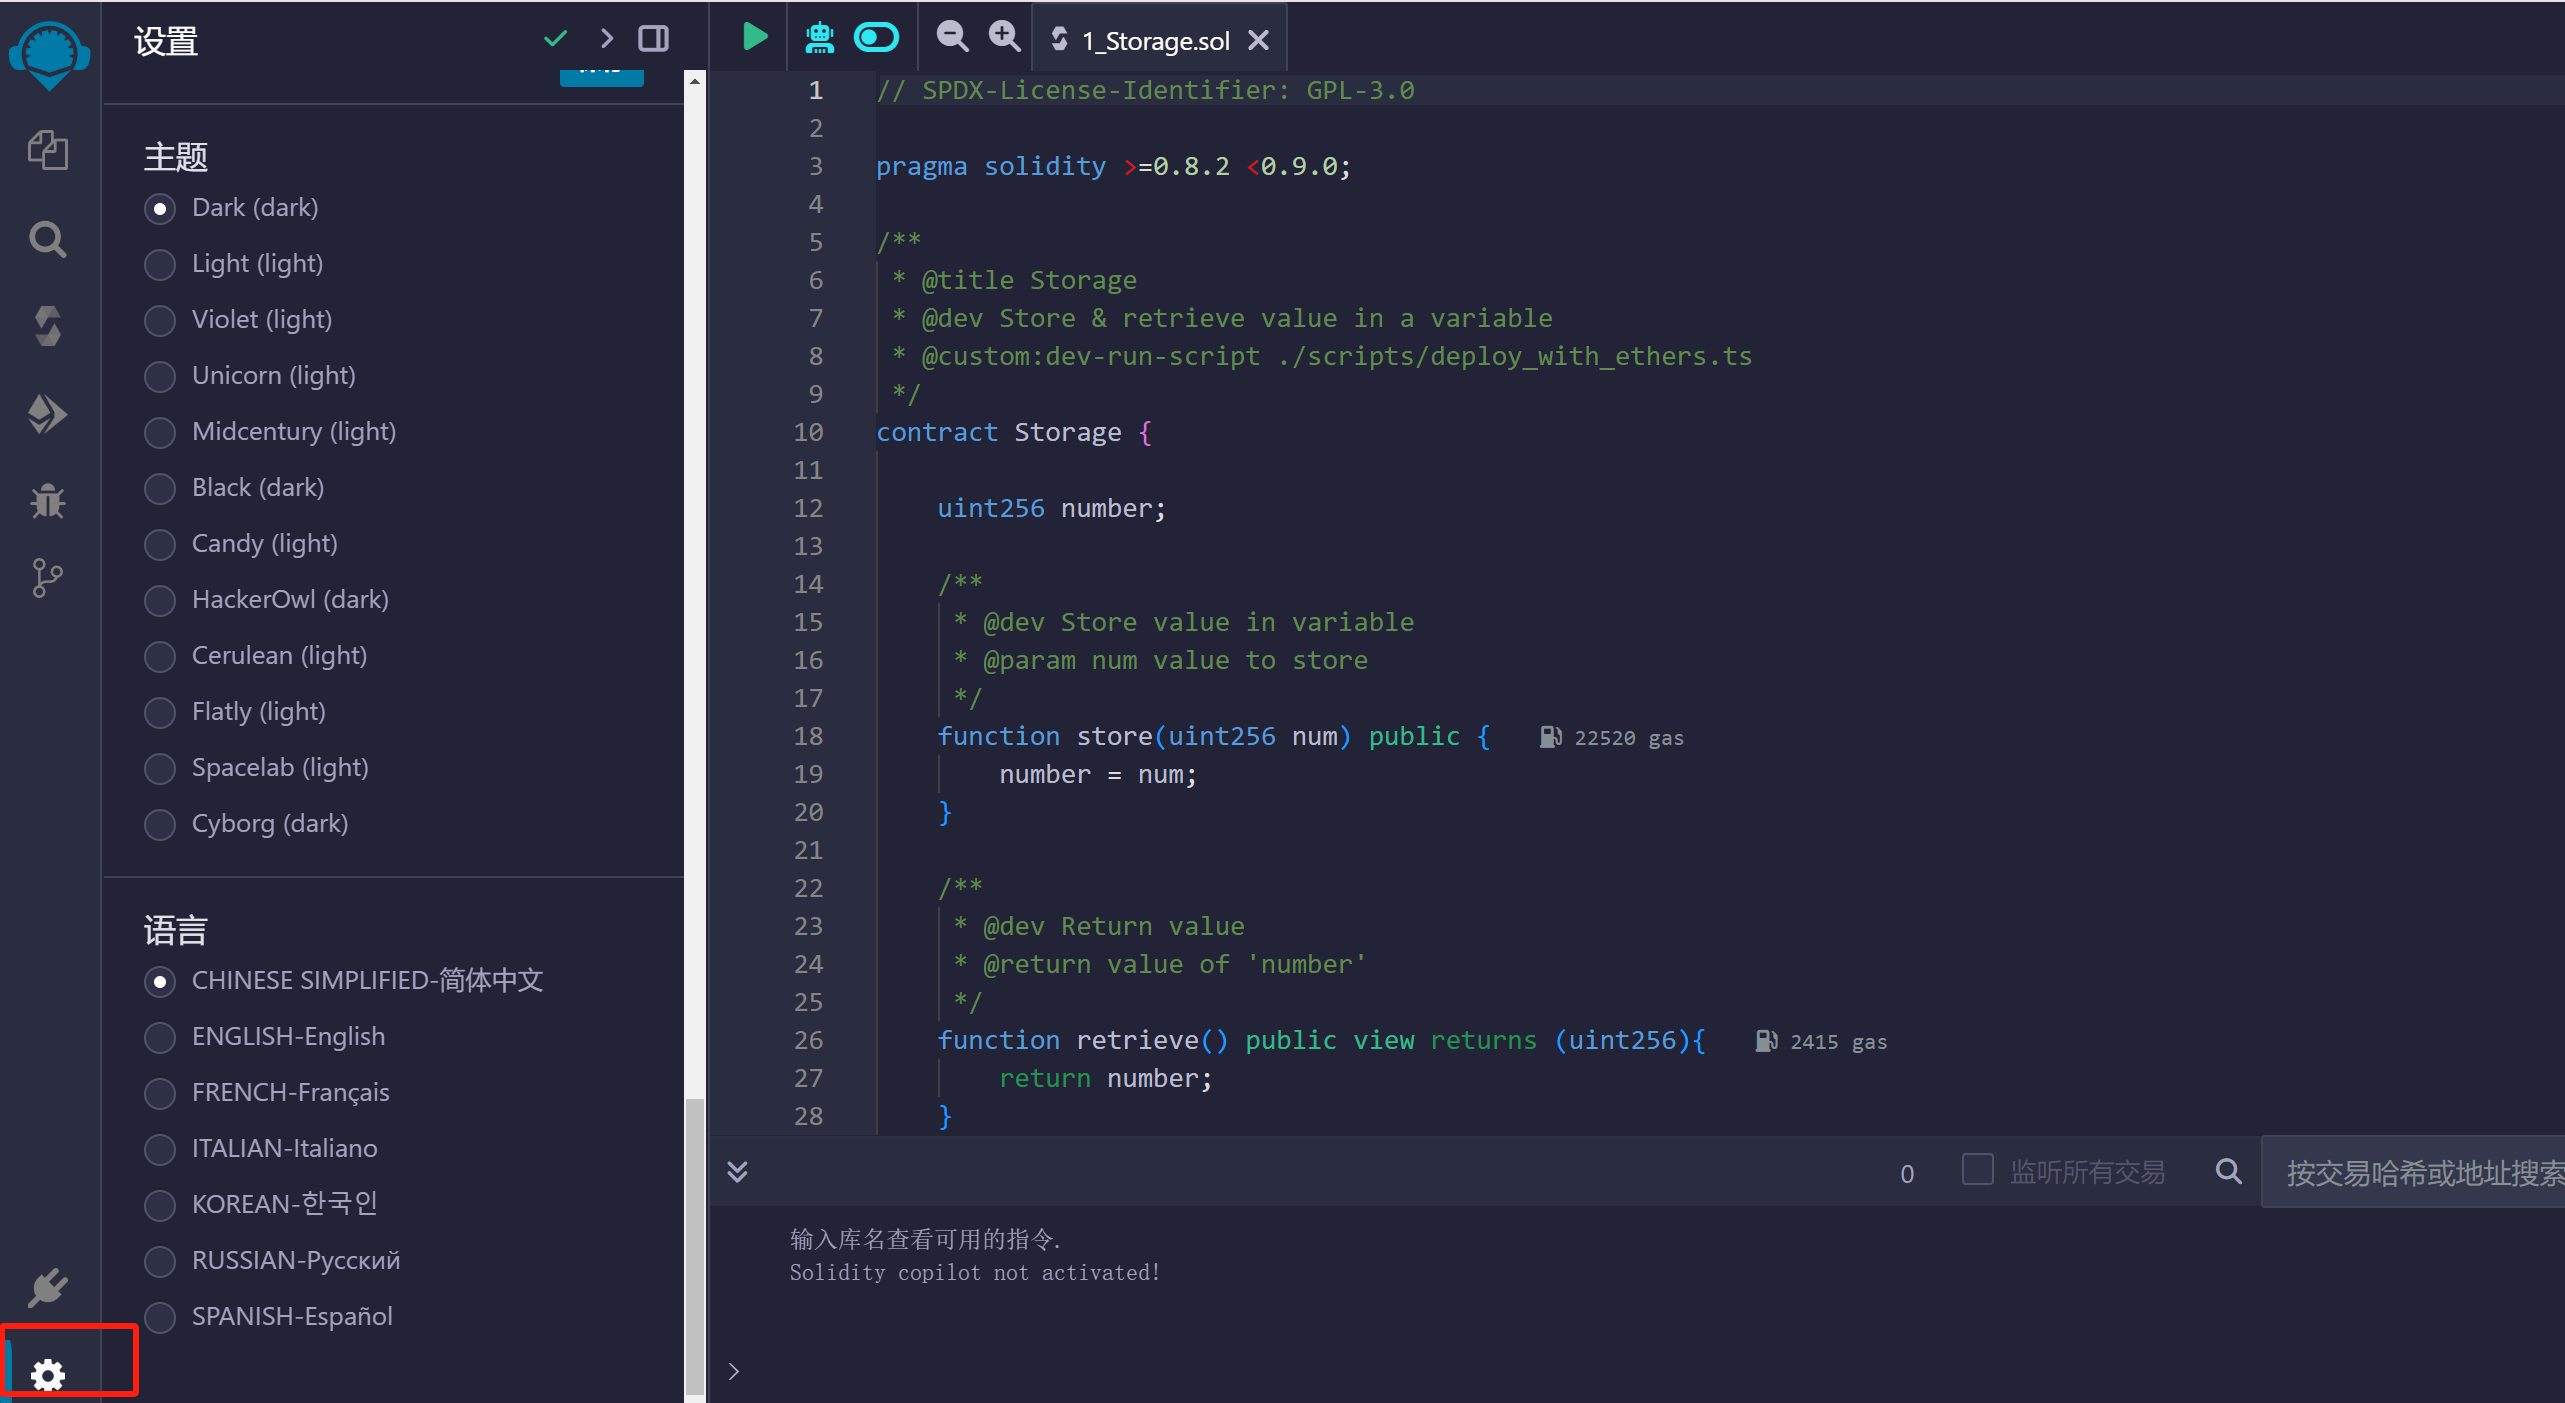 设置
主题
Dark (dark)
Light (light)
Violet (light)
Unicorn (light)
Midcentury (light)
Black (dark)
Candy (light)
HackerOwl (dark)
Cerulean (light)
Flatly (light)
Spacelab (light)
Cyborg (dark)
语言
CHINESE SIMPLIFIED-简体中文
ENGLISH-English
FRENCH-Français
ITALIAN-Italiano
KOREAN-한국인
RUSSIAN-Русский
SPANISH-Español
1_Storage.sol
1 // SPDX-License-Identifier: GPL-3.0
2
3 pragma solidity >=0.8.2 <0.9.0;
4
5 /**
6 * @title Storage
7 * @dev Store & retrieve value in a variable
8 * @custom:dev-run-script ./scripts/deploy_with_ethers.ts
9 */
10 contract Storage {
11
12 uint256 number;
13
14 /**
15 * @dev Store value in variable
16 * @param num value to store
17 */
18 function store(uint256 num) public { 22520 gas
19 number = num;
20 }
21
22 /**
23 * @dev Return value
24 * @return value of 'number'
25 */
26 function retrieve() public view returns (uint256){ 2415 gas
27 return number;
28 }
0 监听所有交易 按交易哈希或地址搜索
输入库名查看可用的指令.
Solidity copilot not activated!
>